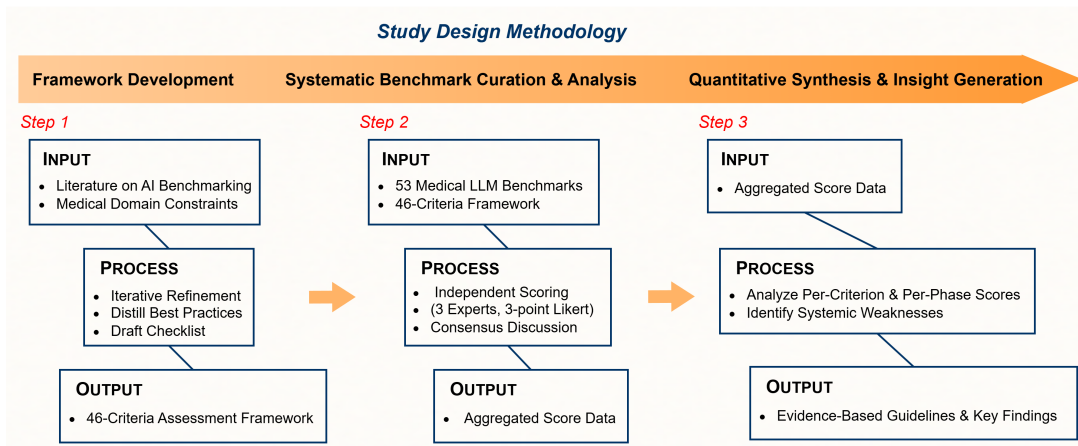 Study Design Methodology
Framework Development
Systematic Benchmark Curation & Analysis
Quantitative Synthesis & Insight Generation
Step 1
INPUT
• Literature on AI Benchmarking
• Medical Domain Constraints
PROCESS
• Iterative Refinement
• Distill Best Practices
• Draft Checklist
OUTPUT
• 46-Criteria Assessment Framework
Step 2
INPUT
• 53 Medical LLM Benchmarks
• 46-Criteria Framework
PROCESS
• Independent Scoring
• (3 Experts, 3-point Likert)
• Consensus Discussion
OUTPUT
• Aggregated Score Data
Step 3
INPUT
• Aggregated Score Data
PROCESS
• Analyze Per-Criterion & Per-Phase Scores
• Identify Systemic Weaknesses
OUTPUT
• Evidence-Based Guidelines & Key Findings